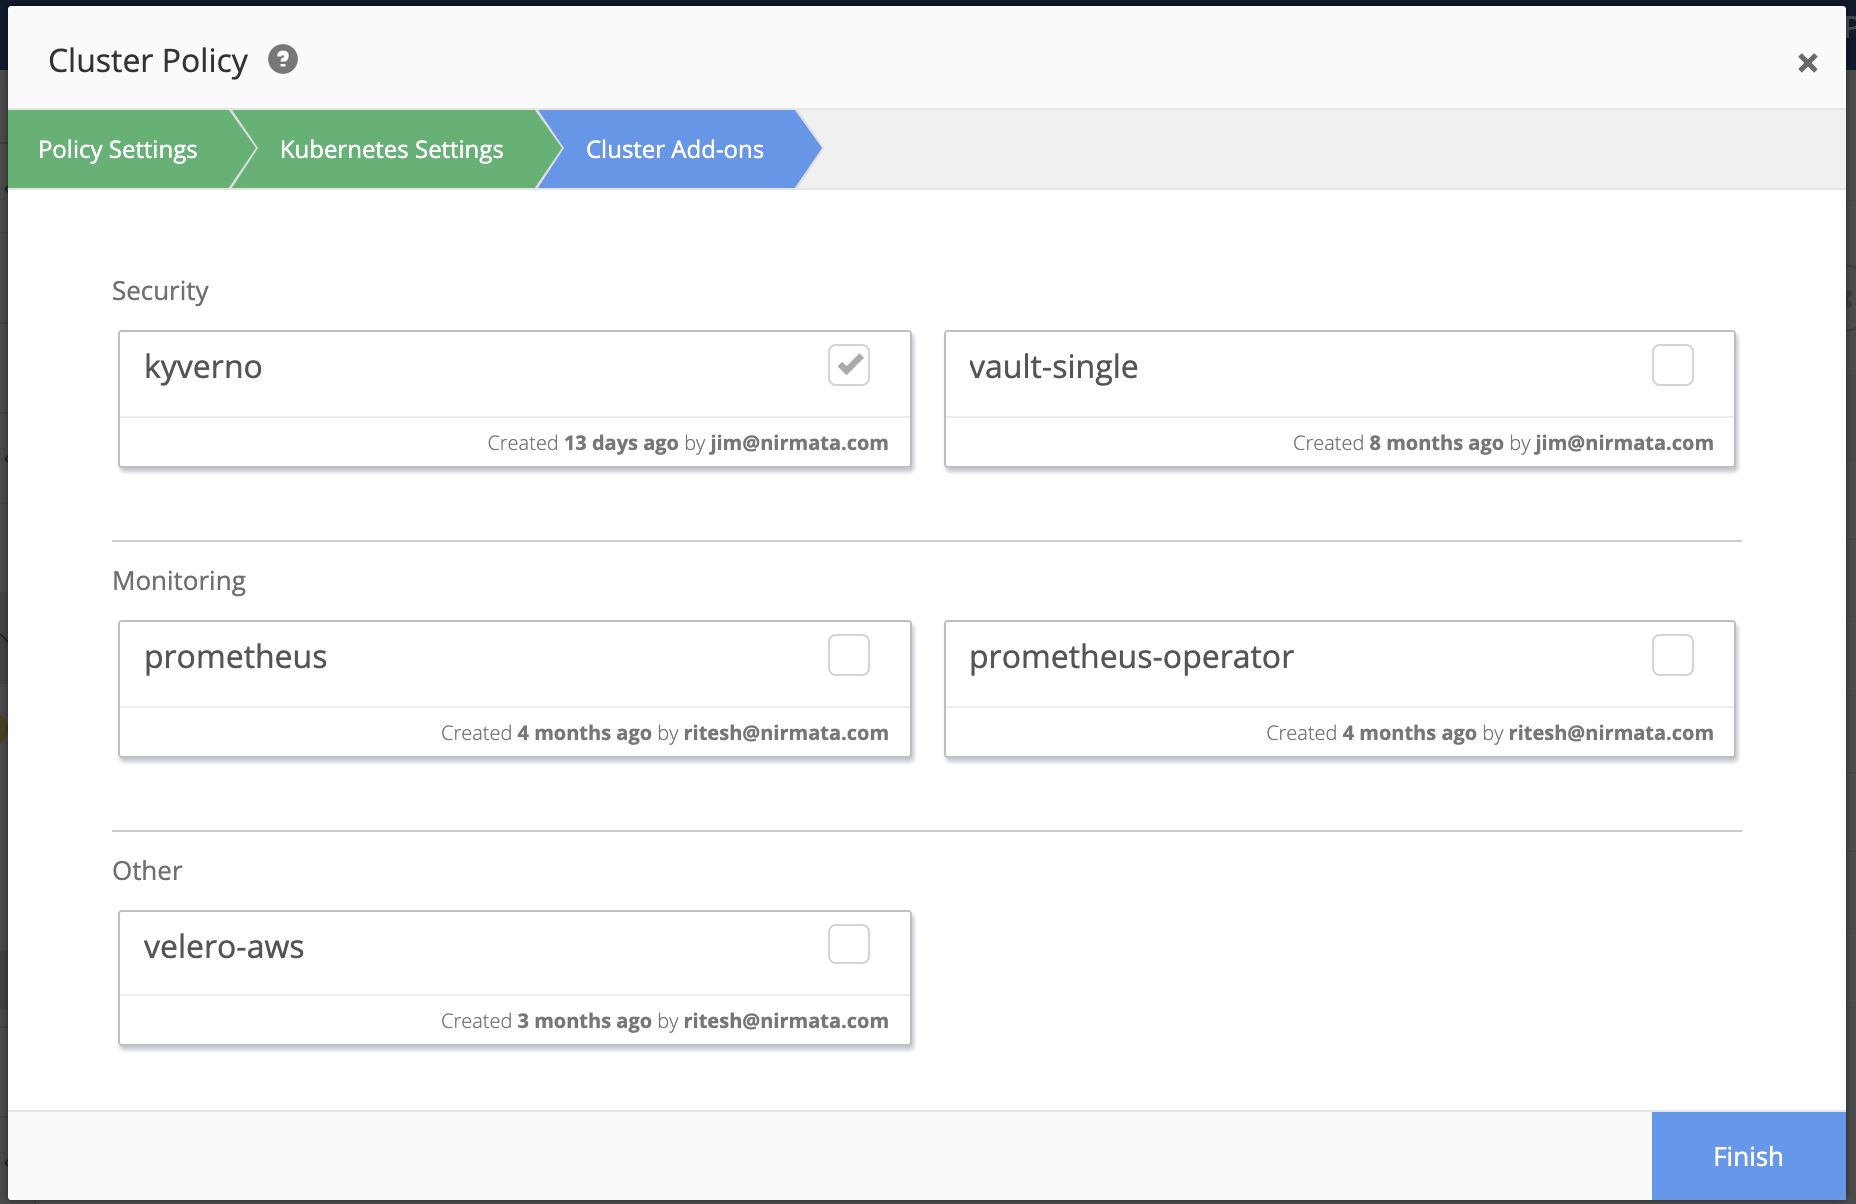 Cluster Policy ?
Policy Settings
Kubernetes Settings
Cluster Add-ons
Security
kyverno
Created 13 days ago by jim@nirmata.com
vault-single
Created 8 months ago by jim@nirmata.com
Monitoring
prometheus
Created 4 months ago by ritesh@nirmata.com
prometheus-operator
Created 4 months ago by ritesh@nirmata.com
Other
velero-aws
Created 3 months ago by ritesh@nirmata.com
Finish